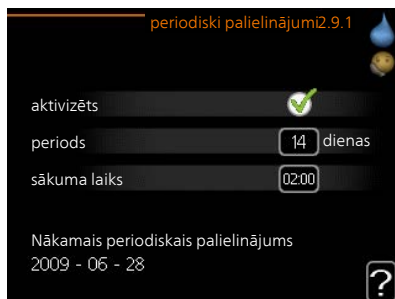 periodiski palielinājumi2.9.1
aktivizēts
periods 14 dienas
sākuma laiks 02:00
Nākamais periodiskais palielinājums
2009 - 06 - 28
?